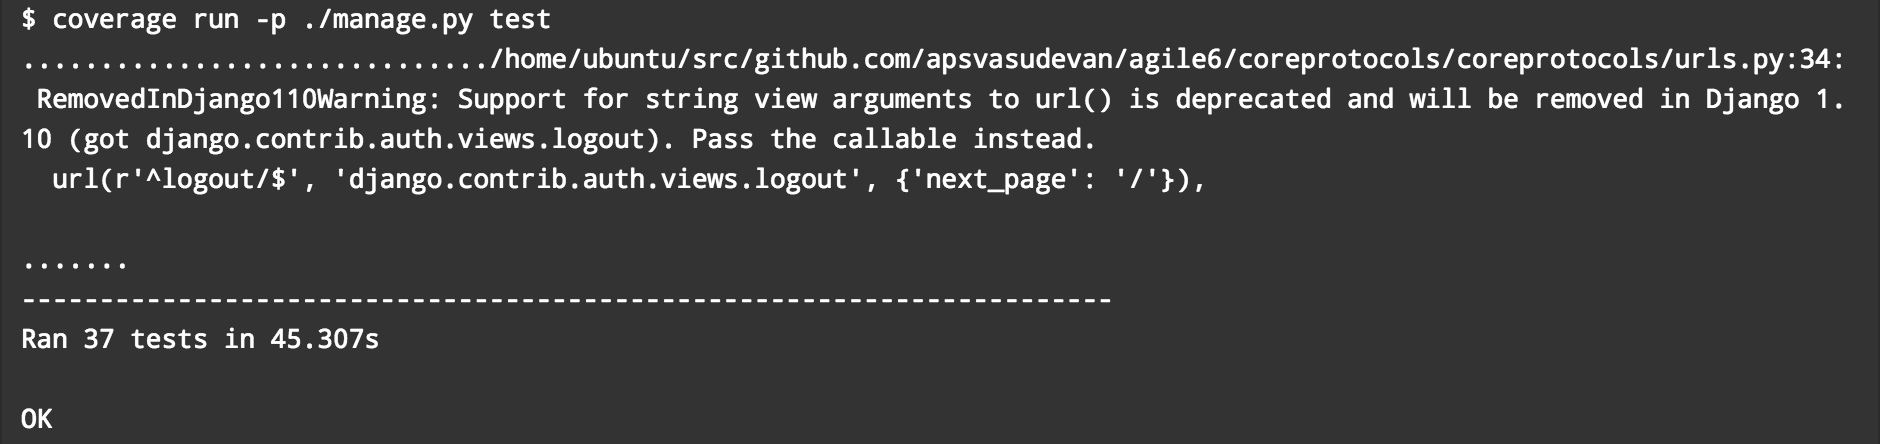 $ coverage run -p ./manage.py test
............................../home/ubuntu/src/github.com/apsvasudevan/agile6/coreprotocols/coreprotocols/urls.py:34:
 RemovedInDjango110Warning: Support for string view arguments to url() is deprecated and will be removed in Django 1.
10 (got django.contrib.auth.views.logout). Pass the callable instead.
  url(r'^logout/$', 'django.contrib.auth.views.logout', {'next_page': '/'}),
.......
----------------------------------------------------------------------
Ran 37 tests in 45.307s
OK